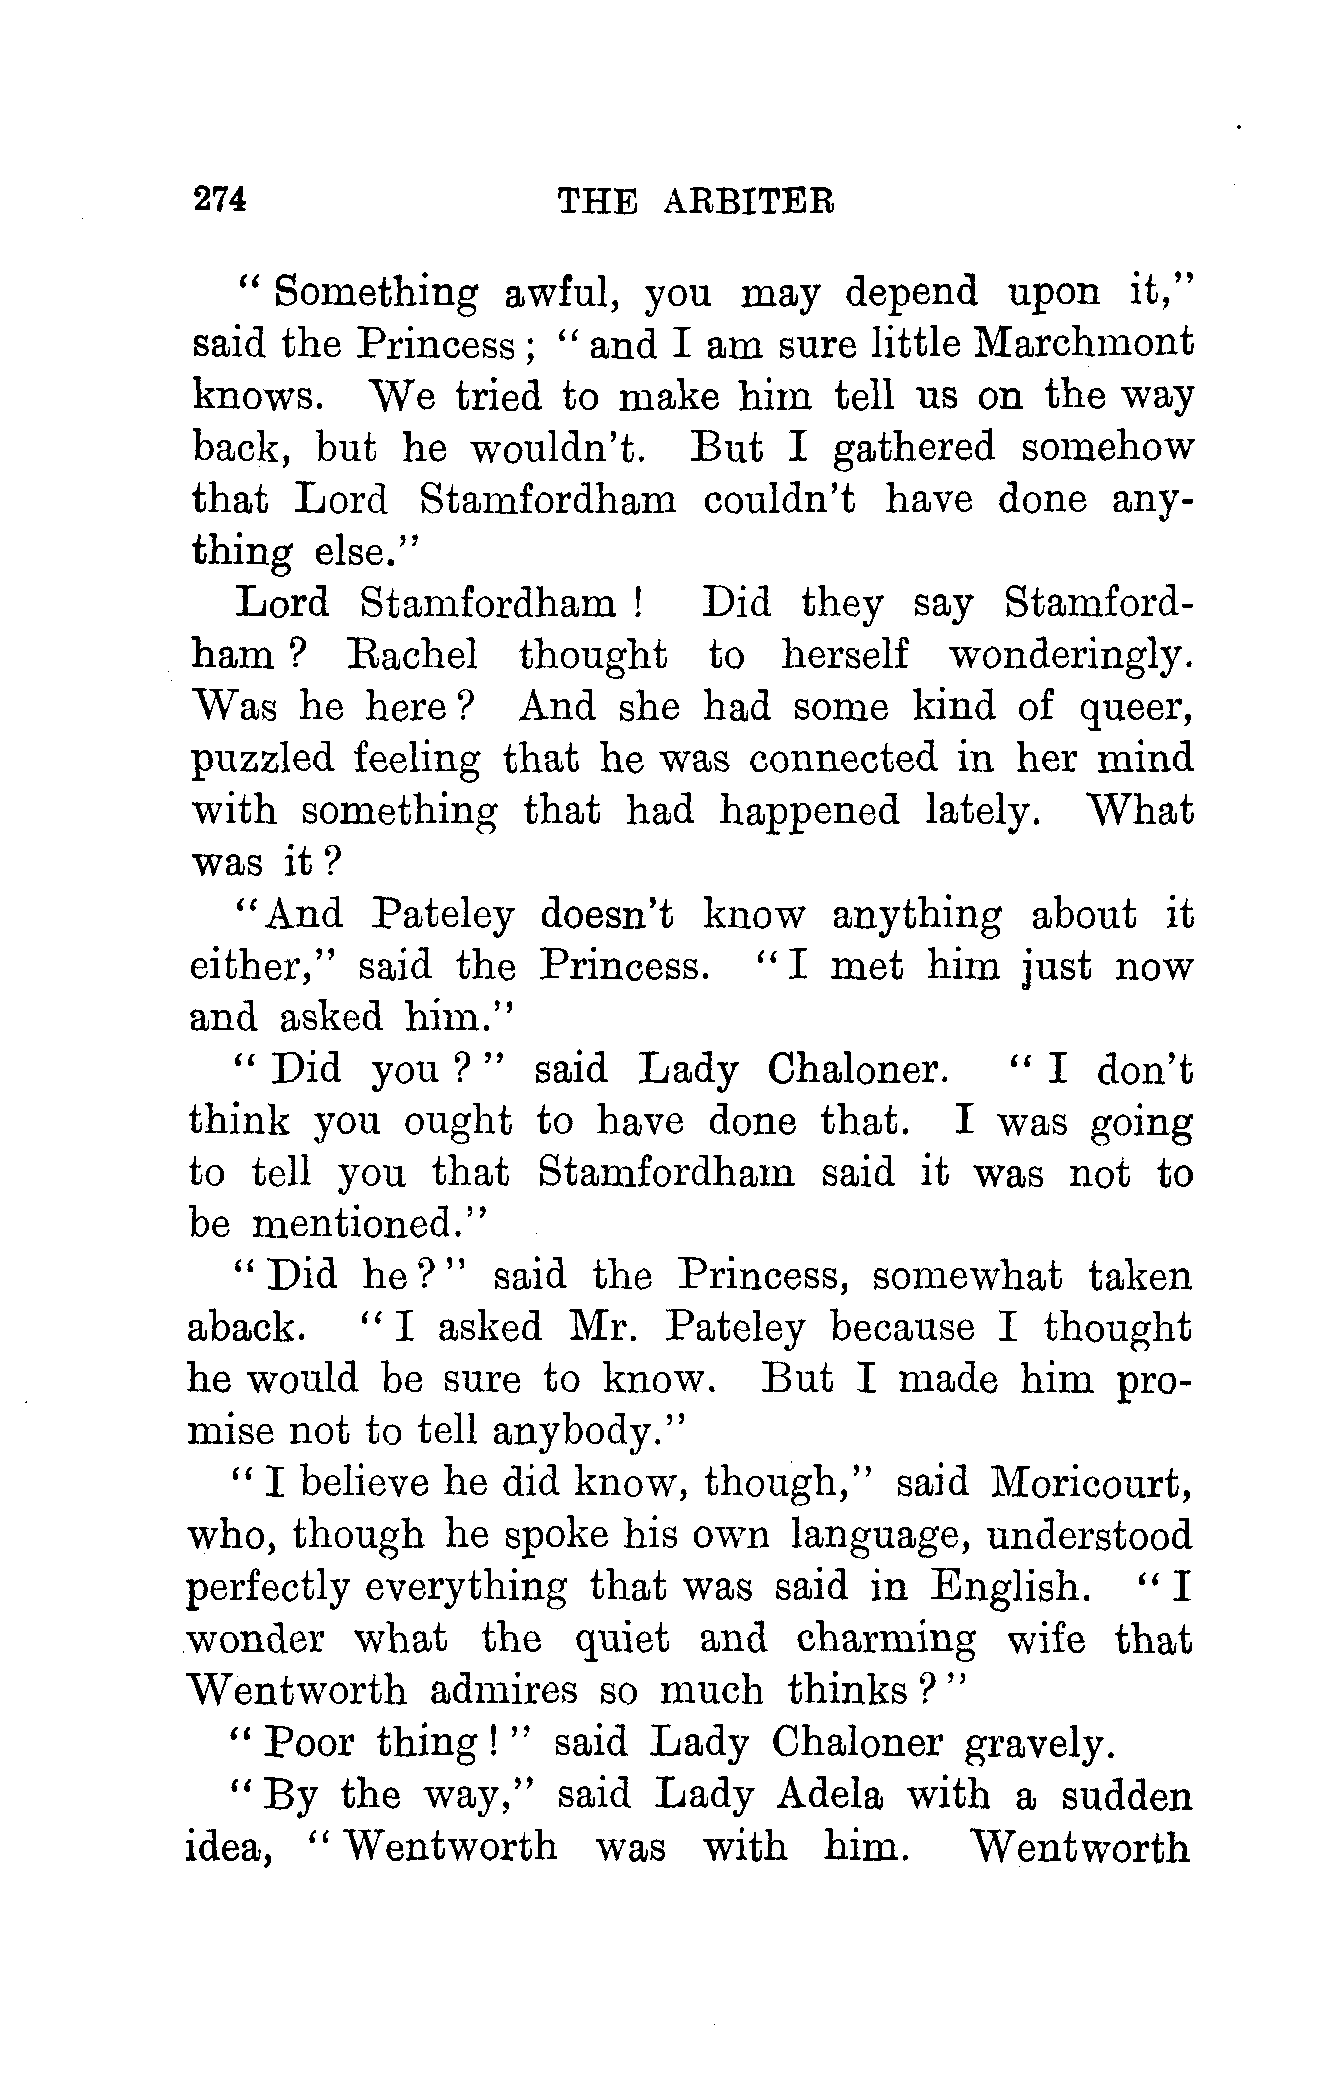 274 THE ARBITER
" Something awful, you may depend upon it,"
said the Princess ; " and I am sure little Marchmont
knows. We tried to make him tell us on the way
back, but he wouldn't. But I gathered somehow
that Lord Stamfordham couldn't have done any-
thing else."
Lord Stamfordham ! Did they say Stamford-
ham ? Rachel thought to herself wonderingly.
Was he here ? And she had some kind of queer,
puzzled feeling that he was connected in her mind
with something that had happened lately. What
was it ?
"And Pateley doesn't know anything about it
either," said the Princess. " I met him just now
and asked him."
" Did you ? " said Lady Chaloner. " I don't
think you ought to have done that. I was going
to tell you that Stamfordham said it was not to
be mentioned."
" Did he ? " said the Princess, somewhat taken
aback. " I asked Mr. Pateley because I thought
he would be sure to know. But I made him pro-
mise not to tell anybody."
" I believe he did know, though," said Moricourt,
who, though he spoke his own language, understood
perfectly everything that was said in English. " I
wonder what the quiet and charming wife that
Wentworth admires so much thinks ? "
" Poor thing ! " said Lady Chaloner gravely.
" By the way," said Lady Adela with a sudden
idea, " Wentworth was with him. Wentworth